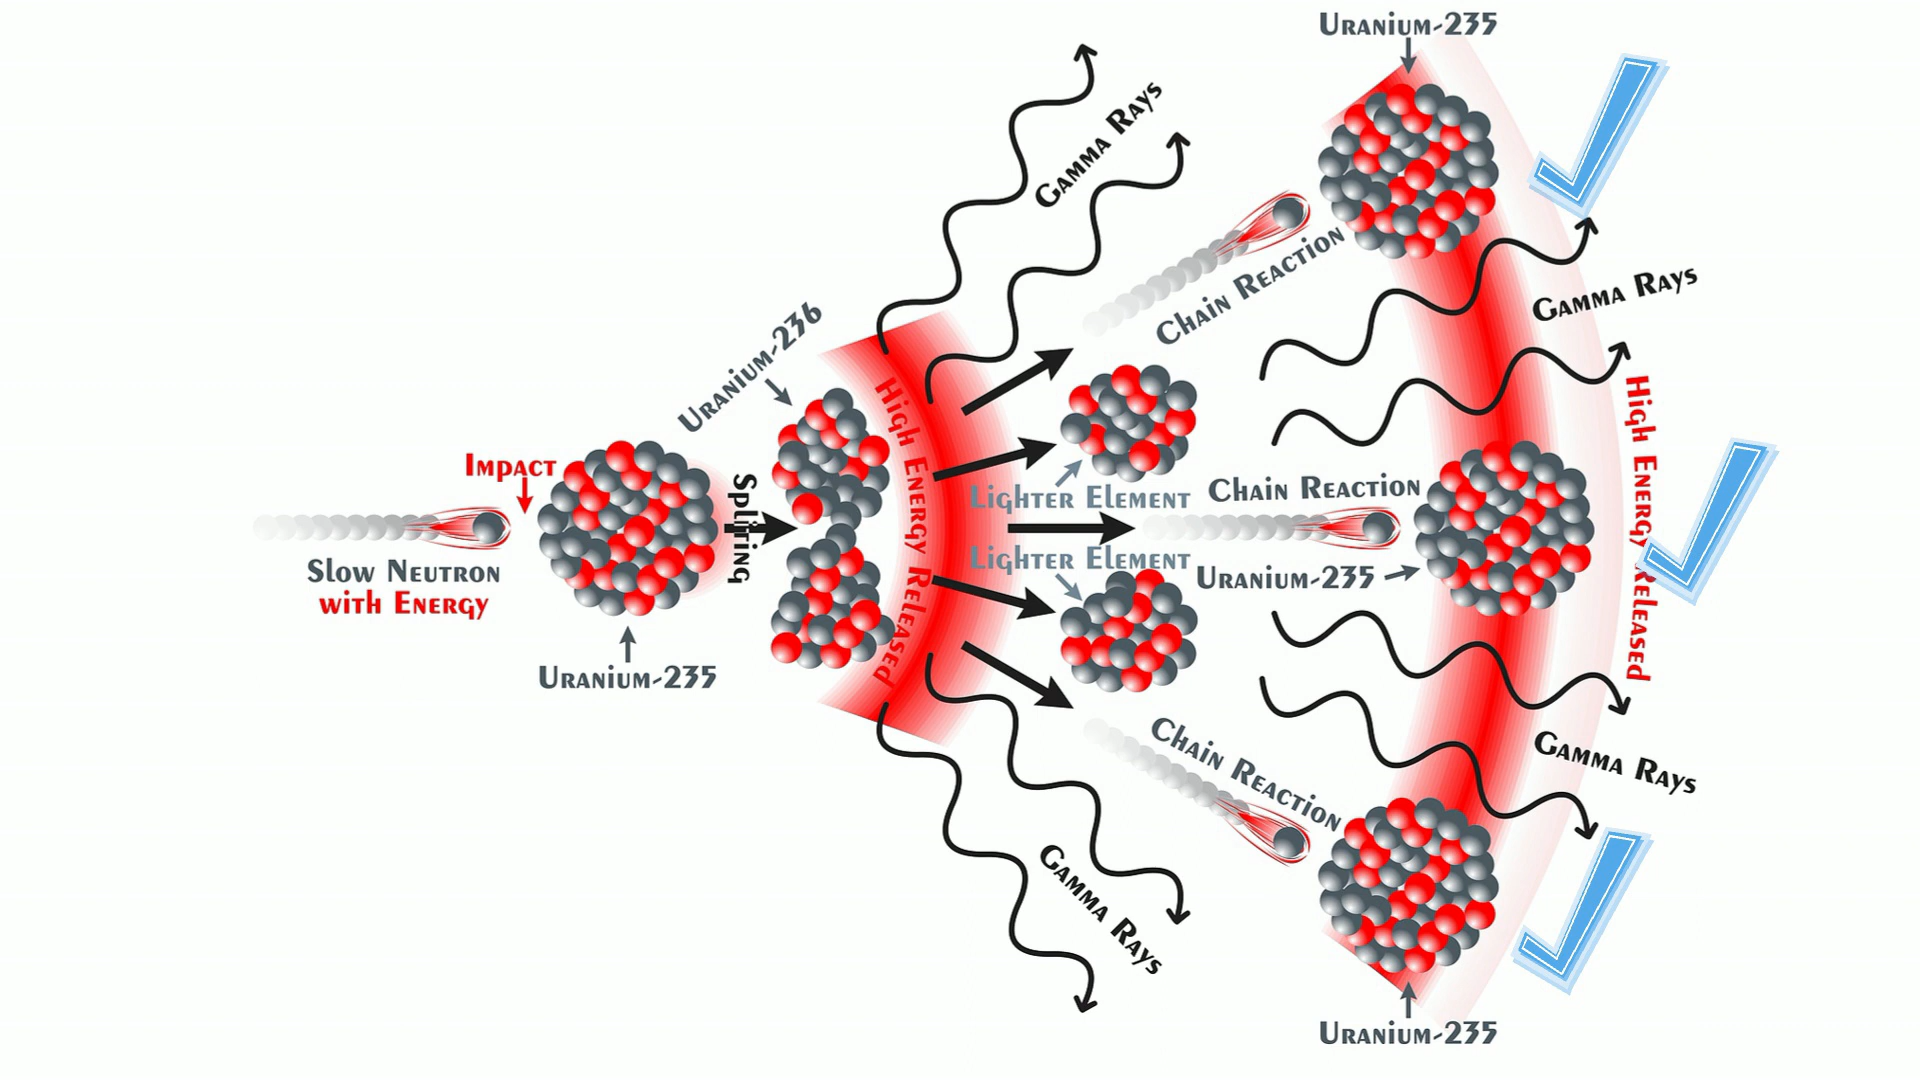 Uranium-235
Gamma Rays
Chain Reaction
Gamma Rays
Uranium-236
High Energy Released
High Energy Released
Impact
Splitting
Lighter Element
Chain Reaction
Slow Neutron
with Energy
Lighter Element
Uranium-235
Uranium-235
Chain Reaction
Gamma Rays
Gamma Rays
Uranium-235